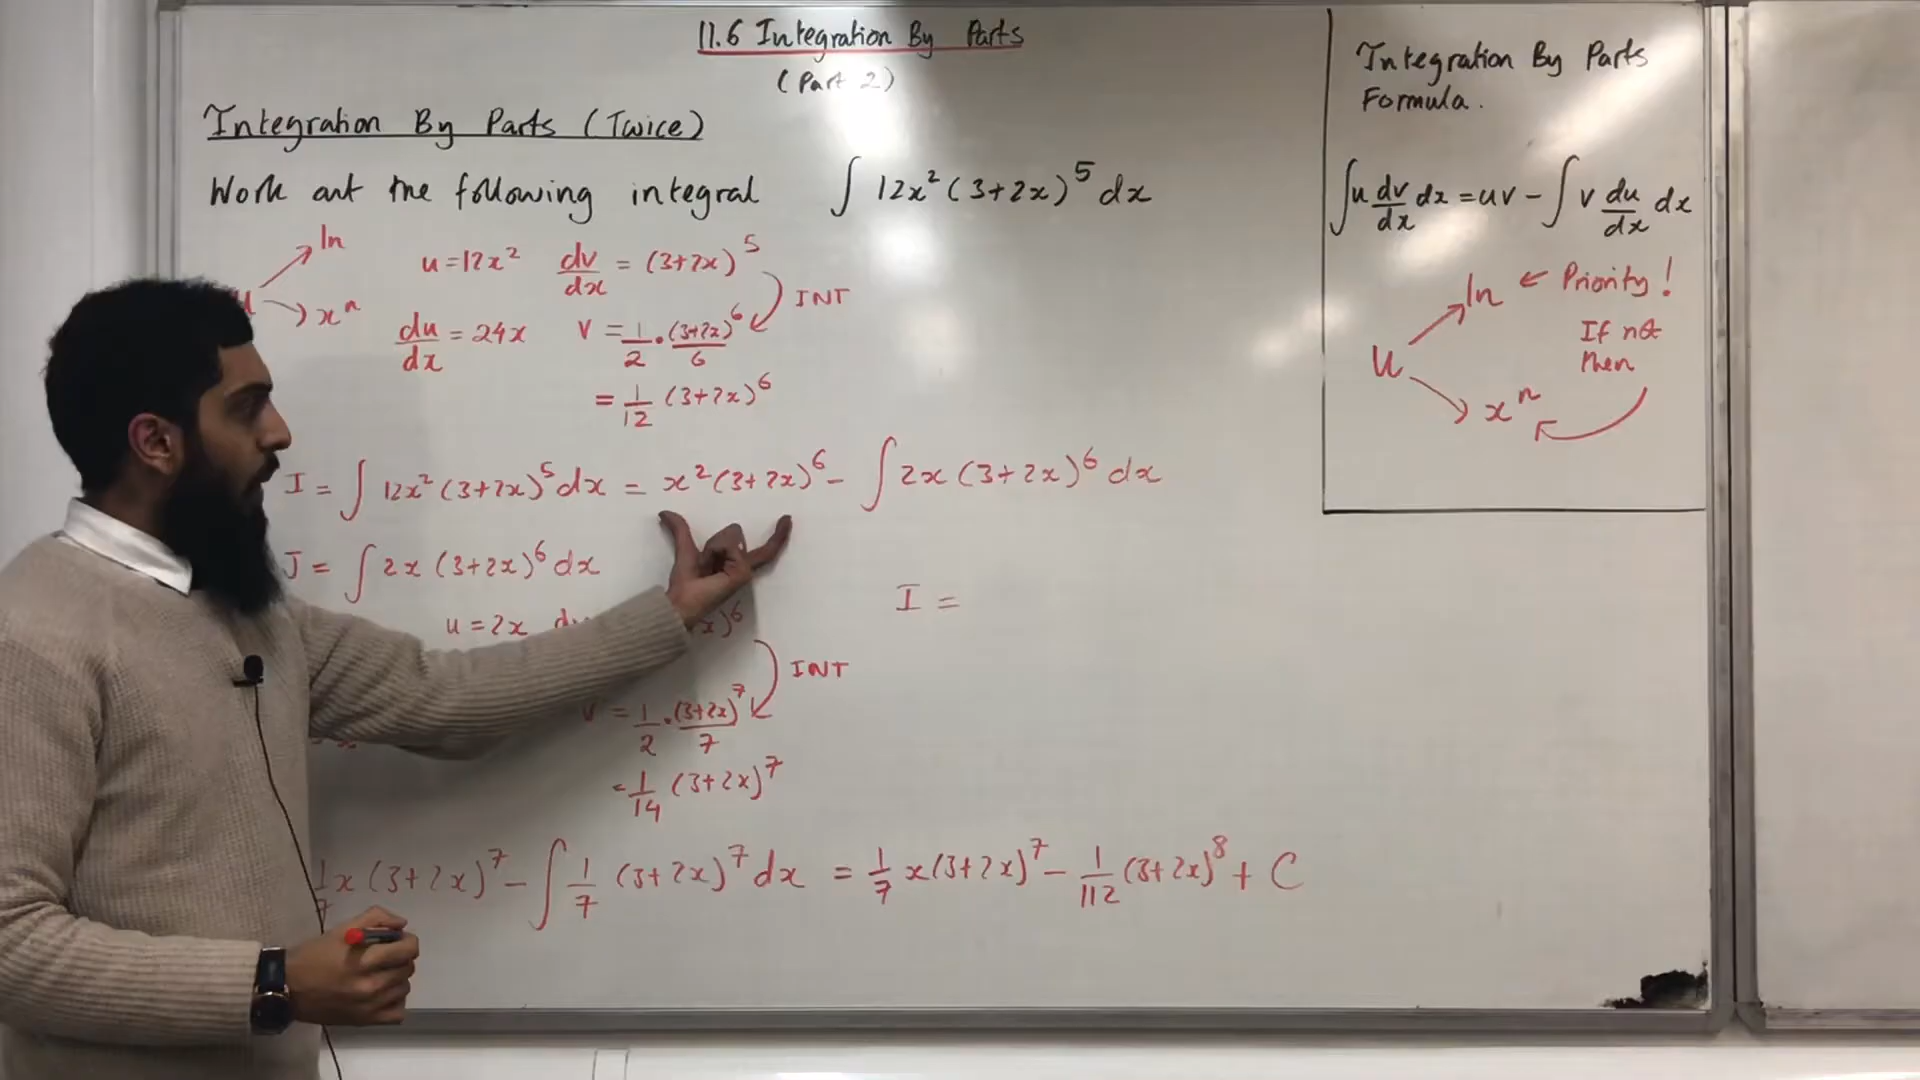 11.6 Integration By Parts
(Part 2)
Integration By Parts (Twice)
Work out the following integral ∫ 12x² (3+2x)⁵ dx
ln
xⁿ
u = 12x² dv/dx = (3+2x)⁵
INT
du/dx = 24x v = 1/2 . (3+2x)⁶/6
= 1/12 (3+2x)⁶
I = ∫ 12x² (3+2x)⁵ dx = x² (3+2x)⁶ - ∫ 2x (3+2x)⁶ dx
J = ∫ 2x (3+2x)⁶ dx
I =
u = 2x
INT
v = 1/2 . (3+2x)⁷/7
= 1/14 (3+2x)⁷
1/7 x (3+2x)⁷ - ∫ 1/7 (3+2x)⁷ dx = 1/7 x (3+2x)⁷ - 1/112 (3+2x)⁸ + C
Integration By Parts
Formula.
∫ u dv/dx dx = uv - ∫ v du/dx dx
ln ← Priority!
If not
then
u
xⁿ